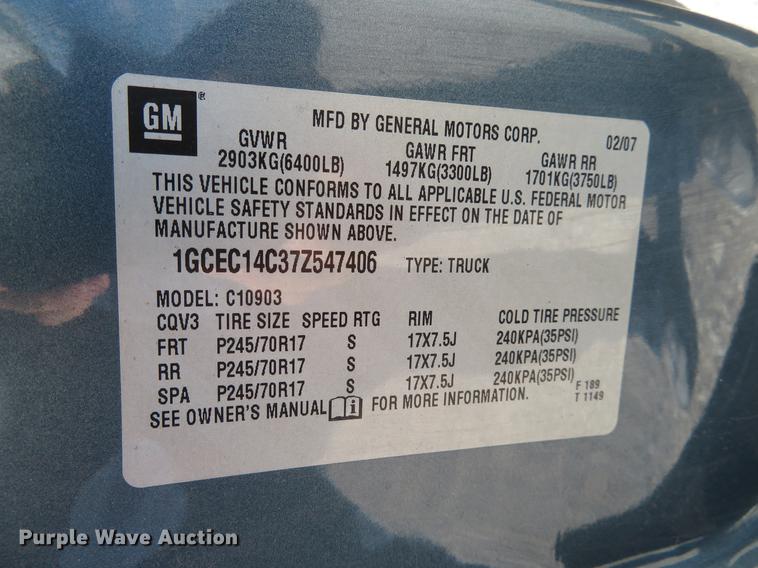 GM®
MFD BY GENERAL MOTORS CORP. 02/07
GVWR GAWR FRT GAWR RR
2903KG(6400LB) 1497KG(3300LB) 1701KG(3750LB)
THIS VEHICLE CONFORMS TO ALL APPLICABLE U.S. FEDERAL MOTOR
VEHICLE SAFETY STANDARDS IN EFFECT ON THE DATE OF
MANUFACTURE SHOWN ABOVE.
1GCEC14C37Z547406 TYPE: TRUCK
MODEL: C10903
CQV3 TIRE SIZE SPEED RTG RIM COLD TIRE PRESSURE
FRT P245/70R17 S 17X7.5J 240KPA(35PSI)
RR P245/70R17 S 17X7.5J 240KPA(35PSI)
SPA P245/70R17 S 17X7.5J 240KPA(35PSI)
F 189
SEE OWNER'S MANUAL i FOR MORE INFORMATION. T 1149
Purple Wave Auction